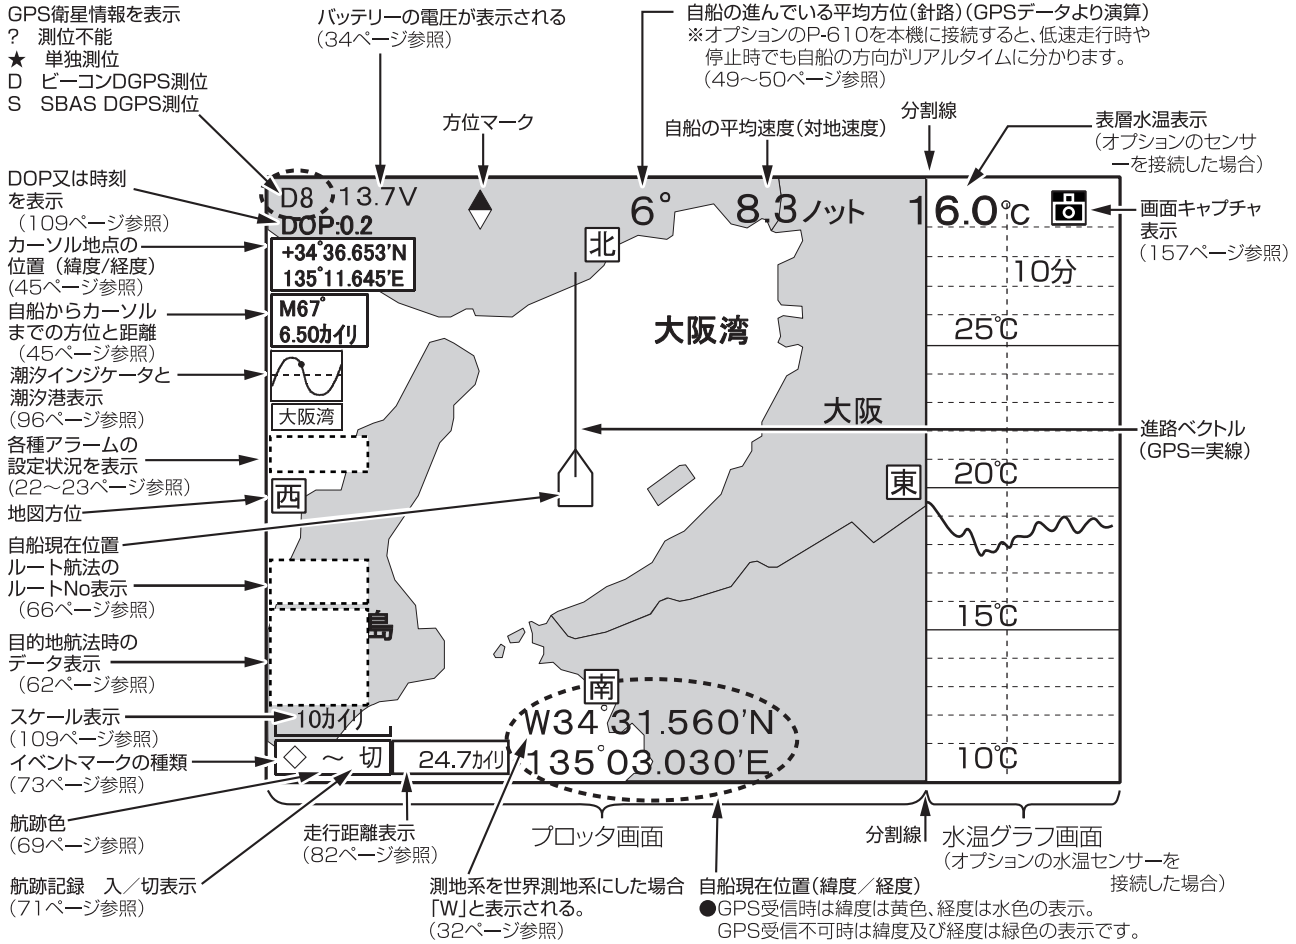 GPS衛星情報を表示
？　測位不能
★　単独測位
D　ビーコンDGPS測位
S　SBAS DGPS測位
バッテリーの電圧が表示される
（34ページ参照）
自船の進んでいる平均方位（針路）（GPSデータより演算）
※オプションのP-610を本機に接続すると、低速走行時や
停止時でも自船の方向がリアルタイムに分かります。
（49～50ページ参照）
方位マーク
自船の平均速度（対地速度）
分割線
表層水温表示
（オプションのセンサ
ーを接続した場合）
DOP又は時刻
を表示
（109ページ参照）
カーソル地点の
位置（緯度/経度）
（45ページ参照）
自船からカーソル
までの方位と距離
（45ページ参照）
潮汐インジケータと
潮汐港表示
（96ページ参照）
各種アラームの
設定状況を表示
（22～23ページ参照）
地図方位
自船現在位置
ルート航法の
ルートNo表示
（66ページ参照）
目的地航法時の
データ表示
（62ページ参照）
スケール表示
（109ページ参照）
イベントマークの種類
（73ページ参照）
航跡色
（69ページ参照）
航跡記録　入／切表示
（71ページ参照）
D8 13.7V
6°
8.3ノット
16.0℃
DOP:0.2
+34°36.653'N
135°11.645'E
M67°
6.50カイリ
大阪湾
北
大阪湾
大阪
西
東
島
南
10カイリ
◇ ～ 切
24.7カイリ
W34°31.560'N
135°03.030'E
10分
25℃
20℃
15℃
10℃
画面キャプチャ
表示
（157ページ参照）
進路ベクトル
（GPS=実線）
走行距離表示
（82ページ参照）
プロッタ画面
分割線
水温グラフ画面
（オプションの水温センサーを
接続した場合）
測地系を世界測地系にした場合
「W」と表示される。
（32ページ参照）
自船現在位置（緯度／経度）
●GPS受信時は緯度は黄色、経度は水色の表示。
GPS受信不可時は緯度及び経度は緑色の表示です。